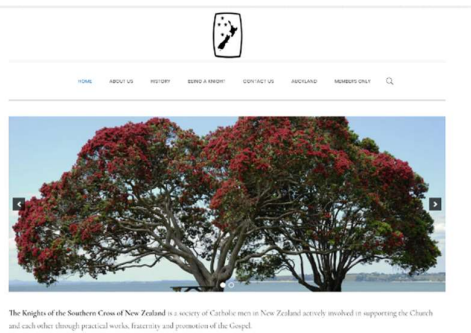 HOME ABOUT US HISTORY BEING A KNIGHT CONTACT US AUCKLAND MEMBERS ONLY
The Knights of the Southern Cross of New Zealand is a society of Catholic men in New Zealand actively involved in supporting the Church
and each other through practical works, fraternity and promotion of the Gospel.